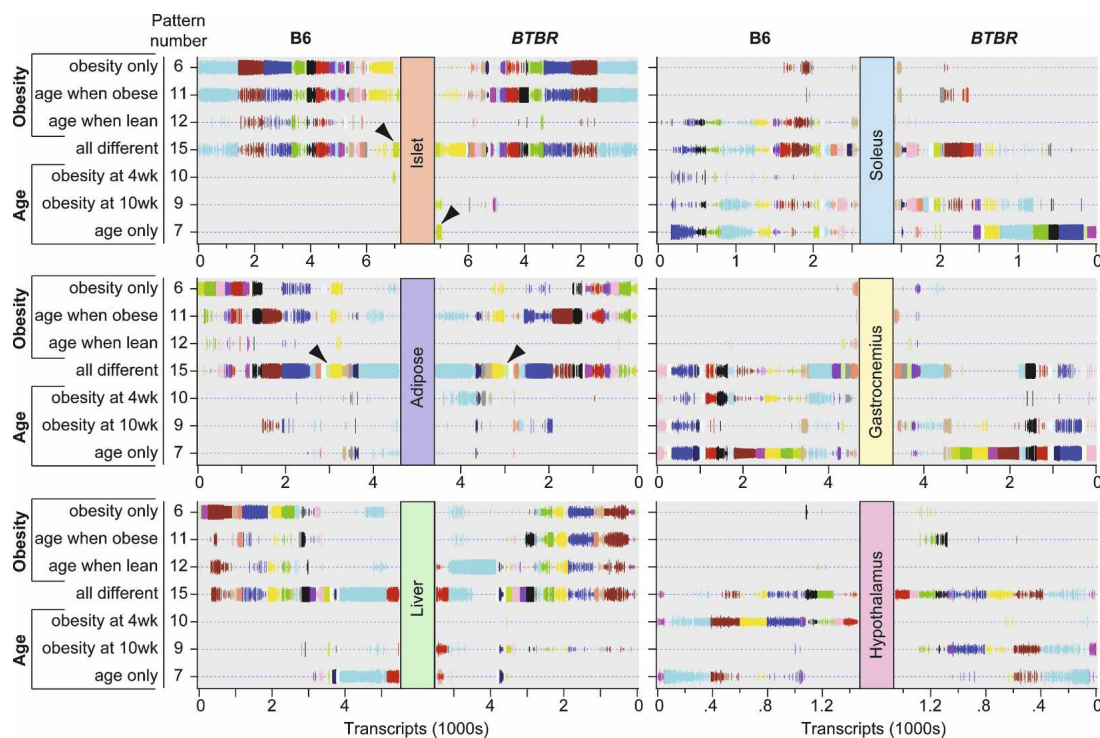 Pattern number B6 BTBR B6 BTBR
Obesity
obesity only 6
age when obese 11
age when lean 12
all different 15
Age
obesity at 4wk 10
obesity at 10wk 9
age only 7
Islet
Soleus
2 4 6 6 4 2 0
0 1 2 2 1 0
Obesity
obesity only 6
age when obese 11
age when lean 12
all different 15
Age
obesity at 4wk 10
obesity at 10wk 9
age only 7
Adipose
Gastrocnemius
0 2 4 4 2 0
0 2 4 4 2 0
Obesity
obesity only 6
age when obese 11
age when lean 12
all different 15
Age
obesity at 4wk 10
obesity at 10wk 9
age only 7
Liver
Hypothalamus
0 2 4 4 2 0
0 .4 .8 1.2 1.2 .8 .4 0
Transcripts (1000s) Transcripts (1000s)